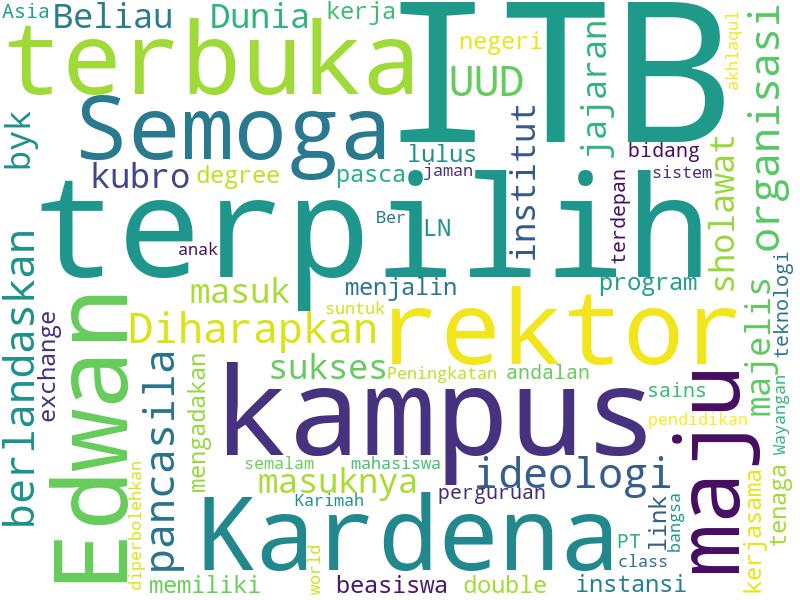 Asia
Beliau
Dunia
kerja
ITB
akhlaqul
organisasi
terbuka
negeri
UUD
jajaran
byk
Semoga
lulus
institut
bidang
sholawat
kubro
degree
pasca
jaman
terdepan
sistem
terpilih
Ber
LN
anak
berlandaskan
masuk
menjalin
program
majelis
teknologi
exchange
Edwan
Diharapkan
suntuk
rektor
pancasila
mengadakan
sukses
Peningkatan
andalan
kampus
maju
sains
pendidikan
Wayangan
semalam
mahasiswa
ideologi
diperbolehkan
masuknya
Karimah
perguruan
link
bangsa
kerjasama
tenaga
Kardena
PT
class
world
memiliki
beasiswa
double
instansi